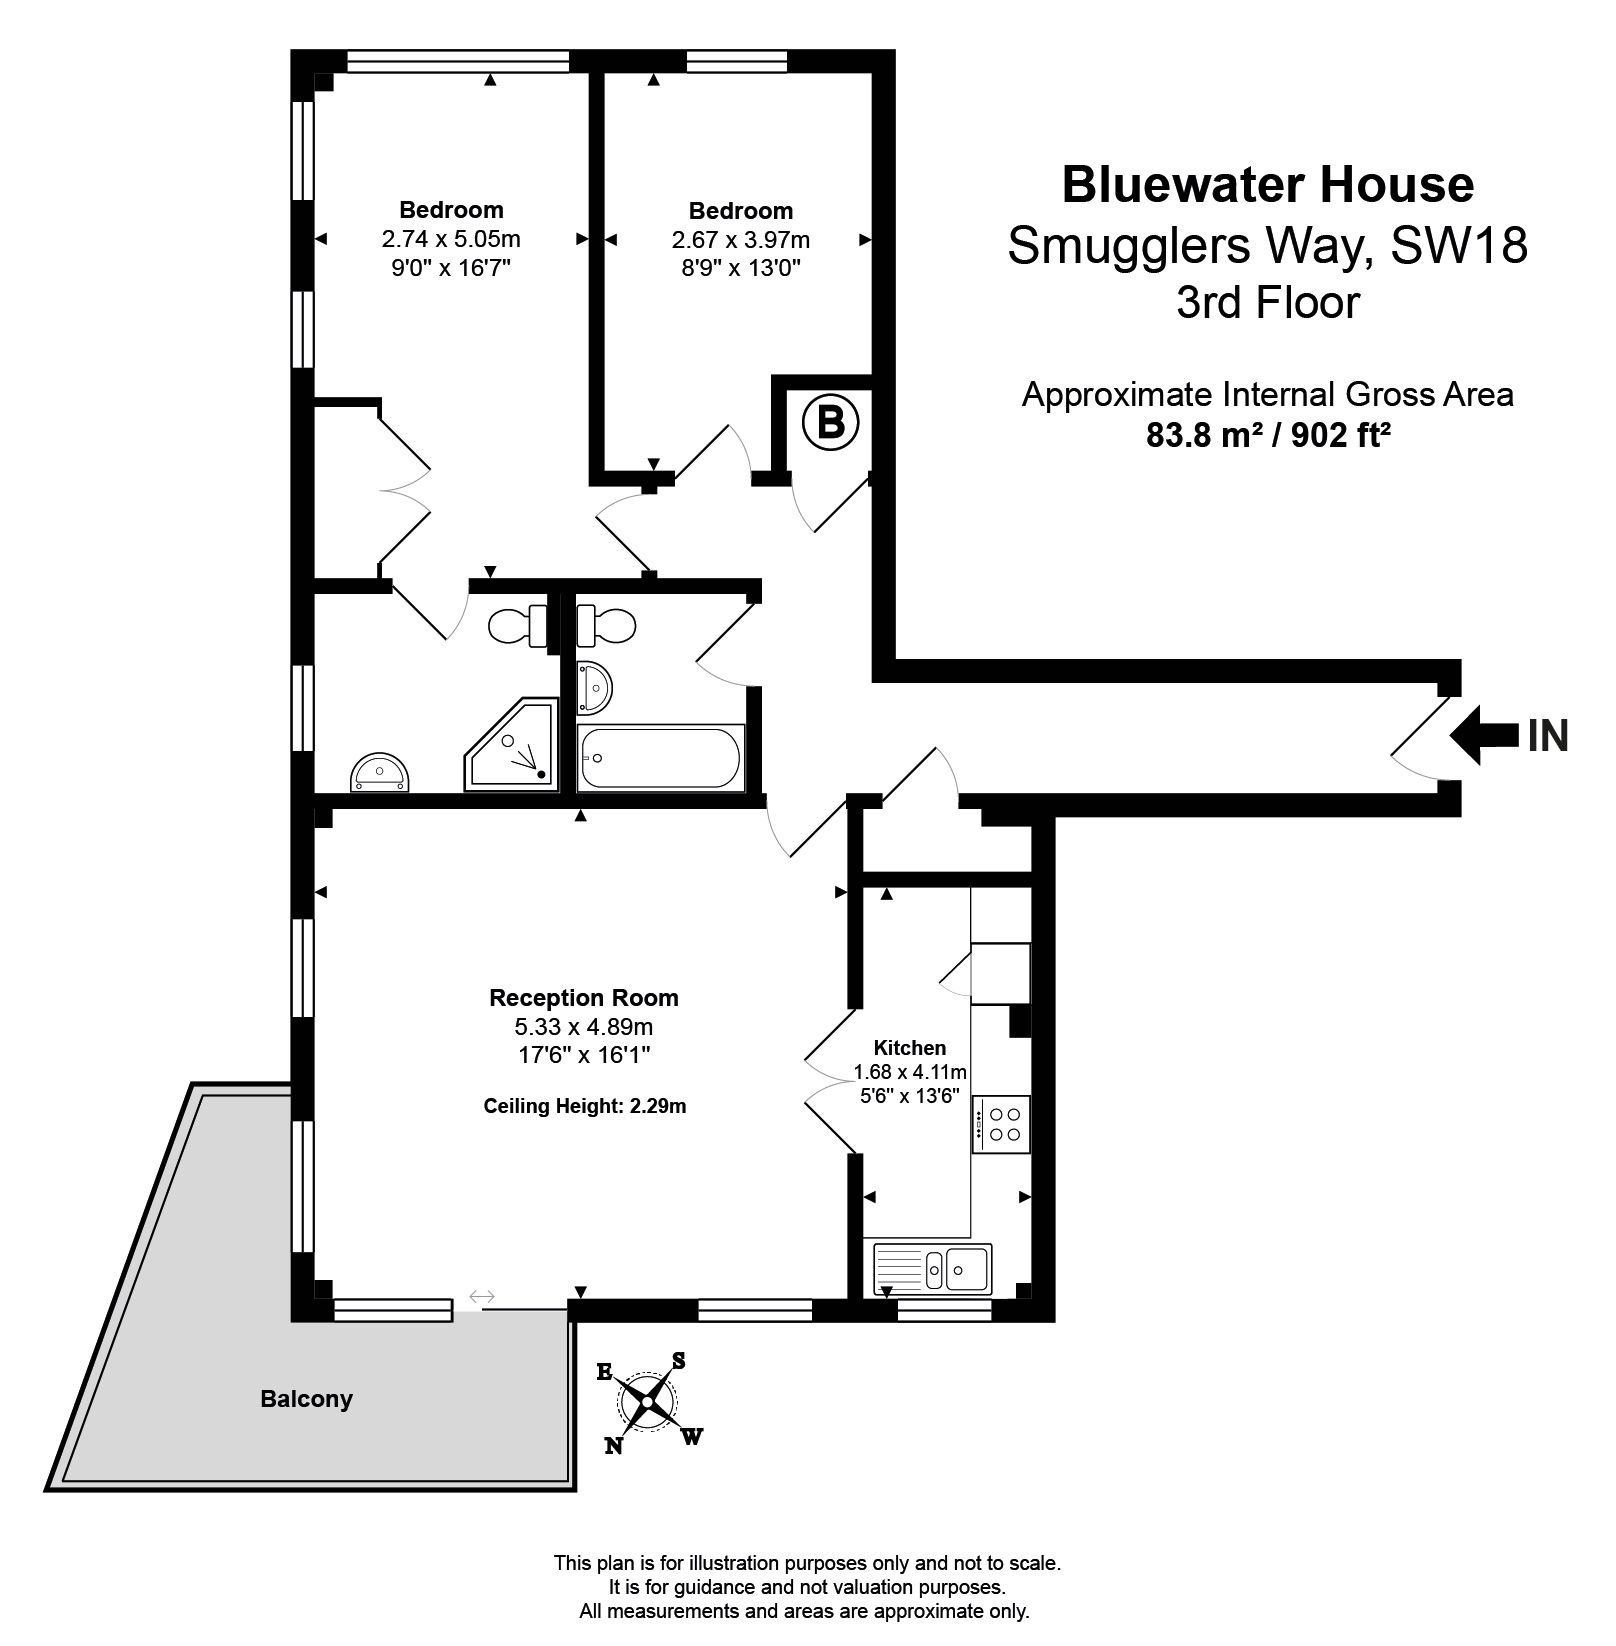 Bluewater House
Smugglers Way, SW18
3rd Floor
Approximate Internal Gross Area
83.8 m² / 902 ft²
Bedroom
2.74 x 5.05m
9'0" x 16'7"
Bedroom
2.67 x 3.97m
8'9" x 13'0"
B
IN
Reception Room
5.33 x 4.89m
17'6" x 16'1"
Ceiling Height: 2.29m
Kitchen
1.68 x 4.11m
5'6" x 13'6"
Balcony
E S
N W
This plan is for illustration purposes only and not to scale.
It is for guidance and not valuation purposes.
All measurements and areas are approximate only.